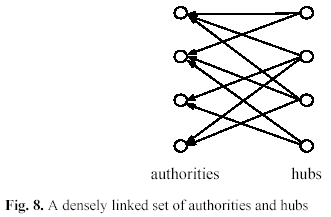 authorities hubs
Fig. 8. A densely linked set of authorities and hubs